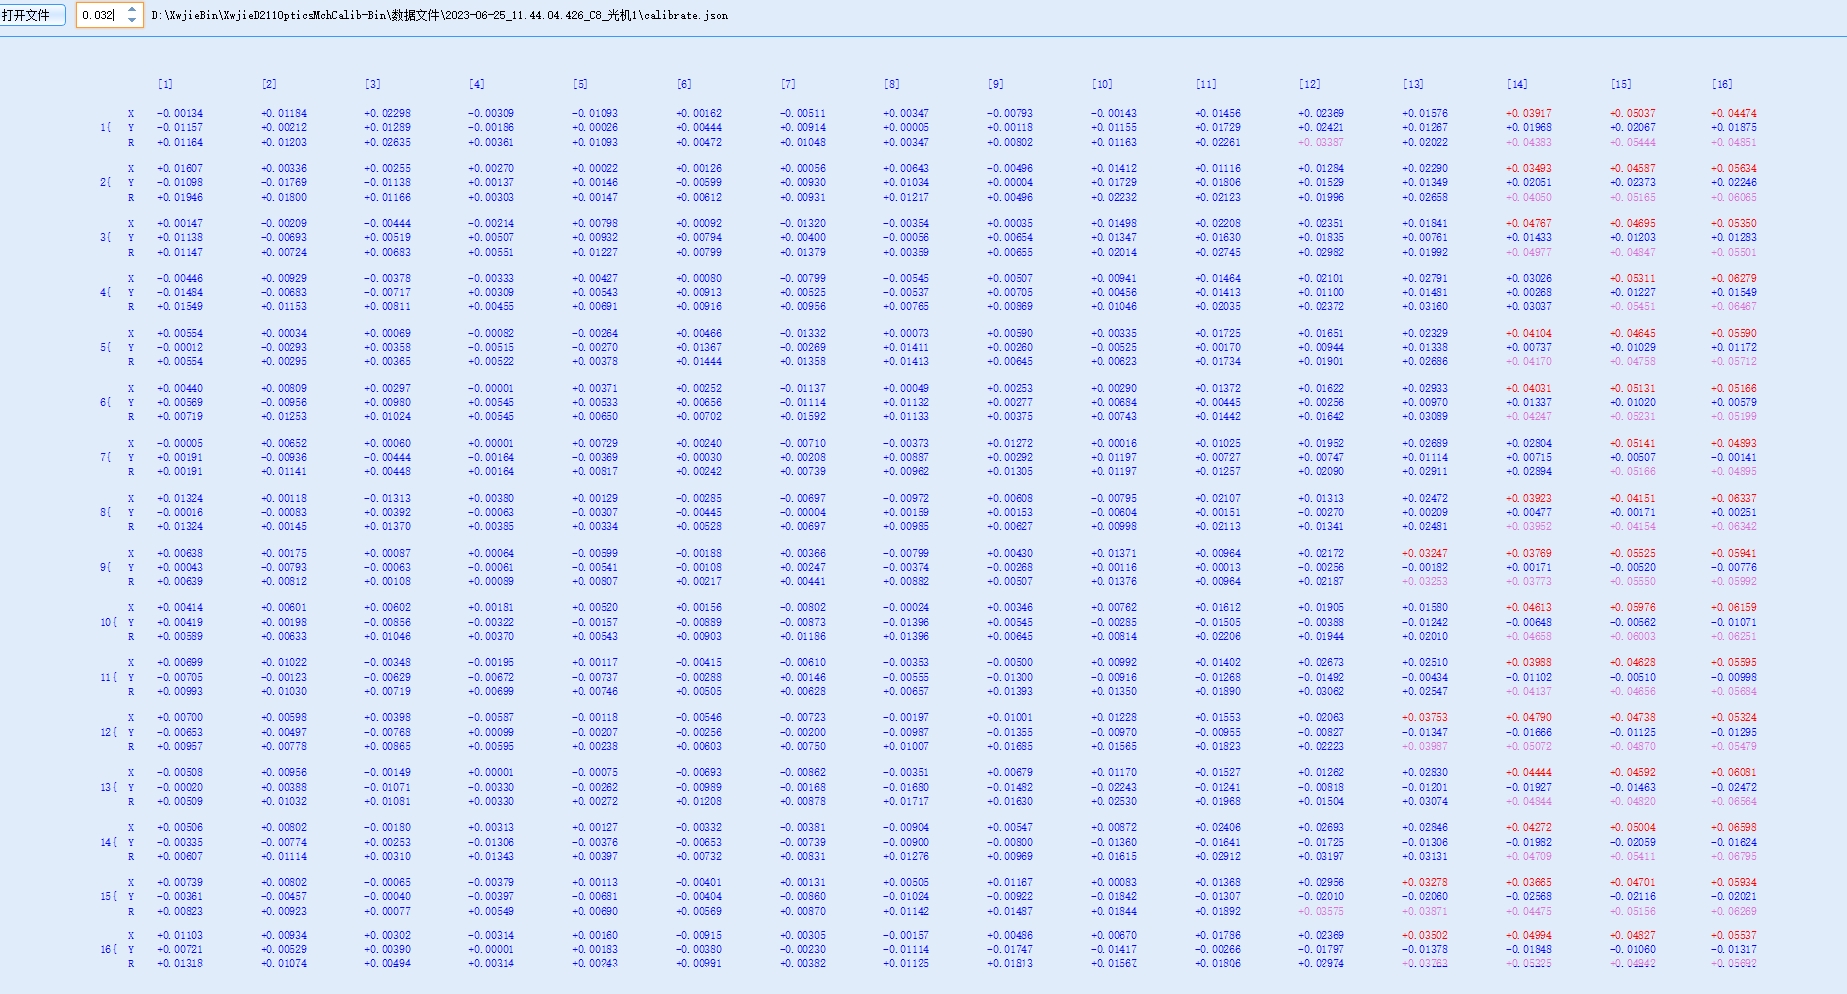 打开文件 0.032 D:\XwjieBin\XwjieD211OpticsMchCalib-Bin\数据文件\2023-06-25_11.44.04.426_C8_光机1\calibrate.json
[1] [2] [3] [4] [5] [6] [7] [8] [9] [10] [11] [12] [13] [14] [15] [16]
X -0.00134 +0.01184 +0.02298 -0.00309 -0.01093 +0.00162 -0.00511 +0.00347 -0.00793 -0.00143 +0.01456 +0.02369 +0.01576 +0.03917 +0.05037 +0.04474
1{ Y -0.01157 +0.00212 +0.01289 -0.00186 +0.00026 +0.00444 +0.00914 +0.00005 +0.00118 +0.01155 +0.01729 +0.02421 +0.01267 +0.01968 +0.02067 +0.01875
R +0.01164 +0.01203 +0.02635 +0.00361 +0.01093 +0.00472 +0.01048 +0.00347 +0.00802 +0.01163 +0.02261 +0.03387 +0.02022 +0.04383 +0.05444 +0.04851
X +0.01607 +0.00336 +0.00255 +0.00270 +0.00022 +0.00126 +0.00056 +0.00643 -0.00496 +0.01412 +0.01116 +0.01284 +0.02290 +0.03493 +0.04587 +0.05634
2{ Y -0.01098 -0.01769 -0.01138 +0.00137 +0.00146 -0.00599 +0.00930 +0.01034 +0.00004 +0.01729 +0.01806 +0.01529 +0.01349 +0.02051 +0.02373 +0.02246
R +0.01946 +0.01800 +0.01166 +0.00303 +0.00147 +0.00612 +0.00931 +0.01217 +0.00496 +0.02232 +0.02123 +0.01996 +0.02658 +0.04050 +0.05165 +0.06065
X +0.00147 -0.00209 -0.00444 -0.00214 +0.00798 +0.00092 -0.01320 -0.00354 +0.00035 +0.01498 +0.02208 +0.02351 +0.01841 +0.04767 +0.04695 +0.05350
3{ Y +0.01138 -0.00693 +0.00519 +0.00507 +0.00932 +0.00794 +0.00400 -0.00056 +0.00654 +0.01347 +0.01630 +0.01835 +0.00761 +0.01433 +0.01203 +0.01283
R +0.01147 +0.00724 +0.00683 +0.00551 +0.01227 +0.00799 +0.01379 +0.00359 +0.00655 +0.02014 +0.02745 +0.02982 +0.01992 +0.04977 +0.04847 +0.05501
X -0.00446 +0.00929 -0.00378 -0.00333 +0.00427 +0.00080 -0.00799 -0.00545 +0.00507 +0.00941 +0.01464 +0.02101 +0.02791 +0.03026 +0.05311 +0.06279
4{ Y -0.01484 -0.00683 -0.00717 +0.00309 +0.00543 +0.00913 +0.00525 -0.00537 +0.00705 +0.00456 +0.01413 +0.01100 +0.01481 +0.00268 +0.01227 +0.01549
R +0.01549 +0.01153 +0.00811 +0.00455 +0.00691 +0.00916 +0.00956 +0.00765 +0.00869 +0.01046 +0.02035 +0.02372 +0.03160 +0.03037 +0.05451 +0.06467
X +0.00554 +0.00034 +0.00069 -0.00082 -0.00264 +0.00466 -0.01332 +0.00073 +0.00590 +0.00335 +0.01725 +0.01651 +0.02329 +0.04104 +0.04645 +0.05590
5{ Y -0.00012 -0.00293 +0.00358 -0.00515 -0.00270 +0.01367 -0.00269 +0.01411 +0.00260 -0.00525 +0.00170 +0.00944 +0.01338 +0.00737 +0.01029 +0.01172
R +0.00554 +0.00295 +0.00365 +0.00522 +0.00378 +0.01444 +0.01358 +0.01413 +0.00645 +0.00623 +0.01734 +0.01901 +0.02686 +0.04170 +0.04758 +0.05712
X +0.00440 +0.00809 +0.00297 -0.00001 +0.00371 +0.00252 -0.01137 +0.00049 +0.00253 +0.00290 +0.01372 +0.01622 +0.02933 +0.04031 +0.05131 +0.05166
6{ Y +0.00569 -0.00956 +0.00980 +0.00545 +0.00533 +0.00656 -0.01114 +0.01132 +0.00277 +0.00684 +0.00445 +0.00256 +0.00970 +0.01337 +0.01020 +0.00579
R +0.00719 +0.01253 +0.01024 +0.00545 +0.00650 +0.00702 +0.01592 +0.01133 +0.00375 +0.00743 +0.01442 +0.01642 +0.03089 +0.04247 +0.05231 +0.05199
X -0.00005 +0.00652 +0.00060 +0.00001 +0.00729 +0.00240 -0.00710 -0.00373 +0.01272 +0.00016 +0.01025 +0.01952 +0.02689 +0.02804 +0.05141 +0.04893
7{ Y +0.00191 -0.00936 -0.00444 -0.00164 -0.00369 +0.00030 +0.00208 +0.00887 +0.00292 +0.01197 +0.00727 +0.00747 +0.01114 +0.00715 +0.00507 -0.00141
R +0.00191 +0.01141 +0.00448 +0.00164 +0.00817 +0.00242 +0.00739 +0.00962 +0.01305 +0.01197 +0.01257 +0.02090 +0.02911 +0.02894 +0.05166 +0.04895
X +0.01324 +0.00118 -0.01313 +0.00380 +0.00129 -0.00285 -0.00697 -0.00972 +0.00608 -0.00795 +0.02107 +0.01313 +0.02472 +0.03923 +0.04151 +0.06337
8{ Y -0.00016 -0.00083 +0.00392 -0.00063 -0.00307 -0.00445 -0.00004 +0.00159 +0.00153 -0.00604 +0.00151 -0.00270 +0.00209 +0.00477 +0.00171 +0.00251
R +0.01324 +0.00145 +0.01370 +0.00385 +0.00334 +0.00528 +0.00697 +0.00985 +0.00627 +0.00998 +0.02113 +0.01341 +0.02481 +0.03952 +0.04154 +0.06342
X +0.00638 +0.00175 +0.00087 +0.00064 -0.00599 -0.00188 +0.00366 -0.00799 +0.00430 +0.01371 +0.00964 +0.02172 +0.03247 +0.03769 +0.05525 +0.05941
9{ Y +0.00043 -0.00793 -0.00063 -0.00061 -0.00541 -0.00108 +0.00247 -0.00374 -0.00268 +0.00116 +0.00013 -0.00256 -0.00182 +0.00171 -0.00520 -0.00776
R +0.00639 +0.00812 +0.00108 +0.00089 +0.00807 +0.00217 +0.00441 +0.00882 +0.00507 +0.01376 +0.00964 +0.02187 +0.03253 +0.03773 +0.05550 +0.05992
X +0.00414 +0.00601 +0.00602 +0.00181 +0.00520 +0.00156 -0.00802 -0.00024 +0.00346 +0.00762 +0.01612 +0.01905 +0.01580 +0.04613 +0.05976 +0.06159
10{ Y +0.00419 +0.00198 -0.00856 -0.00322 -0.00157 -0.00889 -0.00873 -0.01396 +0.00545 -0.00285 -0.01505 -0.00388 -0.01242 -0.00648 -0.00562 -0.01071
R +0.00589 +0.00633 +0.01046 +0.00370 +0.00543 +0.00903 +0.01186 +0.01396 +0.00645 +0.00814 +0.02206 +0.01944 +0.02010 +0.04658 +0.06003 +0.06251
X +0.00699 +0.01022 -0.00348 -0.00195 +0.00117 -0.00415 -0.00610 -0.00353 -0.00500 +0.00992 +0.01402 +0.02673 +0.02510 +0.03988 +0.04628 +0.05595
11{ Y -0.00705 -0.00123 -0.00629 -0.00672 -0.00737 -0.00288 +0.00146 -0.00555 -0.01300 -0.00916 -0.01268 -0.01492 -0.00434 -0.01102 -0.00510 -0.00998
R +0.00993 +0.01030 +0.00719 +0.00699 +0.00746 +0.00505 +0.00628 +0.00657 +0.01393 +0.01350 +0.01890 +0.03062 +0.02547 +0.04137 +0.04656 +0.05684
X +0.00700 +0.00598 +0.00398 -0.00587 -0.00118 -0.00546 -0.00723 -0.00197 +0.01001 +0.01228 +0.01553 +0.02063 +0.03753 +0.04790 +0.04738 +0.05324
12{ Y -0.00653 +0.00497 -0.00768 +0.00099 -0.00207 -0.00256 -0.00200 -0.00987 -0.01355 -0.00970 -0.00955 -0.00827 -0.01347 -0.01666 -0.01125 -0.01295
R +0.00957 +0.00778 +0.00865 +0.00595 +0.00238 +0.00603 +0.00750 +0.01007 +0.01685 +0.01565 +0.01823 +0.02223 +0.03987 +0.05072 +0.04870 +0.05479
X -0.00508 +0.00956 -0.00149 +0.00001 -0.00075 -0.00693 -0.00862 -0.00351 +0.00679 +0.01170 +0.01527 +0.01262 +0.02830 +0.04444 +0.04592 +0.06081
13{ Y -0.00020 +0.00388 -0.01071 -0.00330 -0.00262 -0.00989 -0.00168 -0.01680 -0.01482 -0.02243 -0.01241 -0.00818 -0.01201 -0.01927 -0.01463 -0.02472
R +0.00509 +0.01032 +0.01081 +0.00330 +0.00272 +0.01208 +0.00878 +0.01717 +0.01630 +0.02530 +0.01968 +0.01504 +0.03074 +0.04844 +0.04820 +0.06564
X +0.00506 +0.00802 -0.00180 +0.00313 +0.00127 -0.00332 -0.00381 -0.00904 +0.00547 +0.00872 +0.02406 +0.02693 +0.02846 +0.04272 +0.05004 +0.06598
14{ Y -0.00335 -0.00774 +0.00253 -0.01306 -0.00376 -0.00653 -0.00739 -0.00900 -0.00800 -0.01360 -0.01641 -0.01725 -0.01306 -0.01982 -0.02059 -0.01624
R +0.00607 +0.01114 +0.00310 +0.01343 +0.00397 +0.00732 +0.00831 +0.01276 +0.00969 +0.01615 +0.02912 +0.03197 +0.03131 +0.04709 +0.05411 +0.06795
X +0.00739 +0.00802 -0.00065 -0.00379 +0.00113 -0.00401 +0.00131 +0.00505 +0.01167 +0.00083 +0.01368 +0.02956 +0.03278 +0.03665 +0.04701 +0.05934
15{ Y -0.00361 -0.00457 -0.00040 -0.00397 -0.00681 -0.00404 -0.00860 -0.01024 -0.00922 -0.01842 -0.01307 -0.02010 -0.02060 -0.02568 -0.02116 -0.02021
R +0.00823 +0.00923 +0.00077 +0.00549 +0.00690 +0.00569 +0.00870 +0.01142 +0.01487 +0.01844 +0.01892 +0.03575 +0.03871 +0.04475 +0.05156 +0.06269
X +0.01103 +0.00934 +0.00302 -0.00314 +0.00160 -0.00915 +0.00305 -0.00157 +0.00486 +0.00670 +0.01786 +0.02369 +0.03502 +0.04994 +0.04827 +0.05537
16{ Y +0.00721 +0.00529 +0.00390 +0.00001 +0.00183 -0.00380 -0.00230 -0.01114 -0.01747 -0.01417 -0.00266 -0.01797 -0.01378 -0.01848 -0.01060 -0.01317
R +0.01318 +0.01074 +0.00494 +0.00314 +0.00243 +0.00991 +0.00382 +0.01125 +0.01813 +0.01567 +0.01806 +0.02974 +0.03763 +0.05325 +0.04942 +0.05692